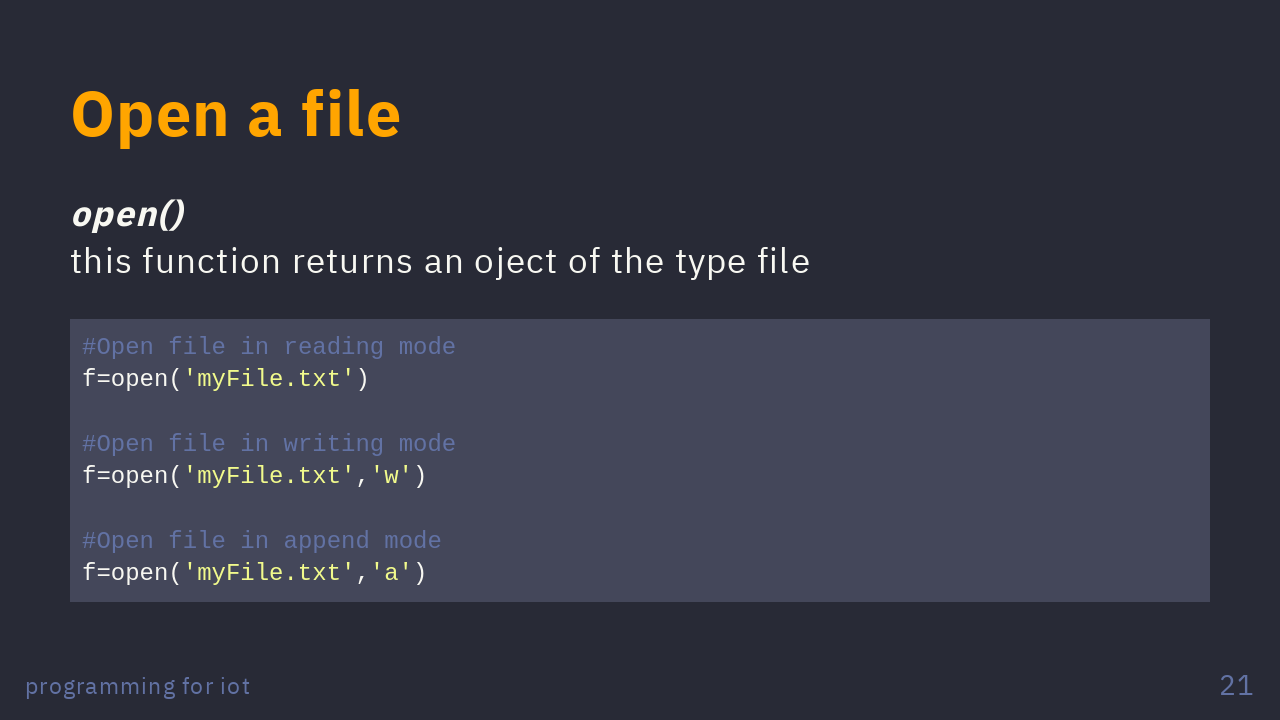 Open a file
open()
this function returns an oject of the type file
#Open file in reading mode
f=open('myFile.txt')
#Open file in writing mode
f=open('myFile.txt','w')
#Open file in append mode
f=open('myFile.txt','a')
programming for iot
21